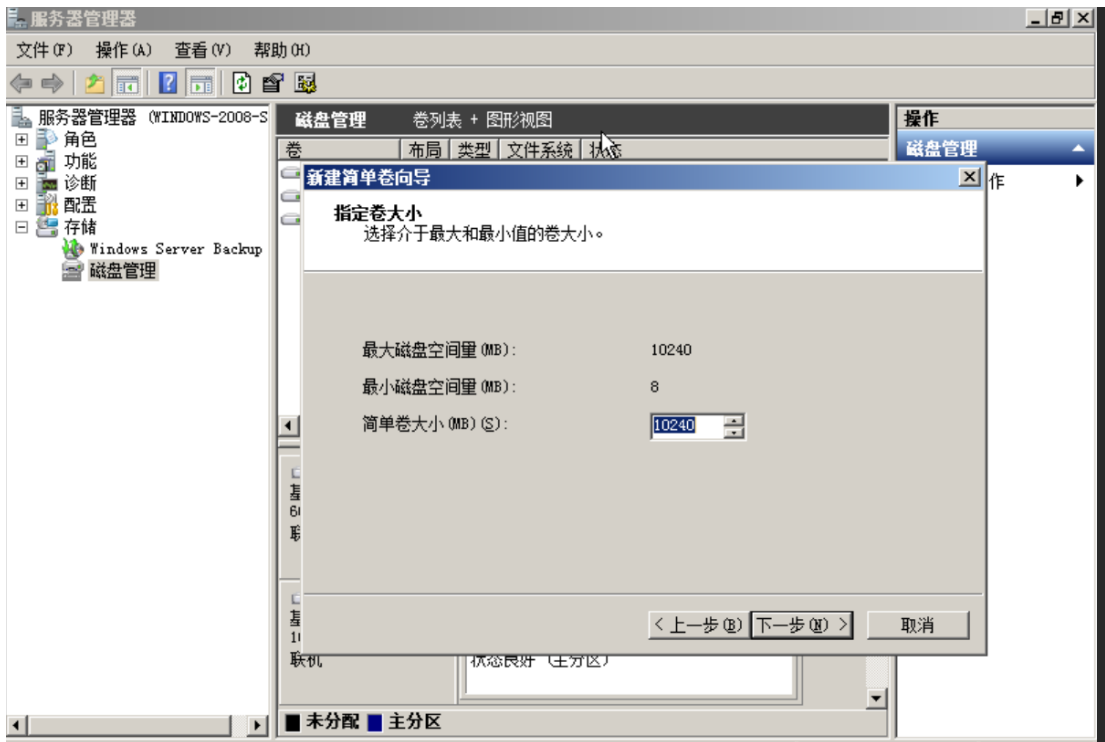 服务器管理器
文件(F) 操作(A) 查看(V) 帮助(H)
服务器管理器 (WINDOWS-2008-S
角色
功能
诊断
配置
存储
Windows Server Backup
磁盘管理
磁盘管理 卷列表 + 图形视图
卷 布局 类型 文件系统 状态
操作
磁盘管理
作
新建简单卷向导
指定卷大小
选择介于最大和最小值的卷大小。
最大磁盘空间量(MB): 10240
最小磁盘空间量(MB): 8
简单卷大小(MB)(S): 10240
< 上一步(B) 下一步(N) > 取消
基
联
基
联机
状态良好 (主分区)
未分配 主分区